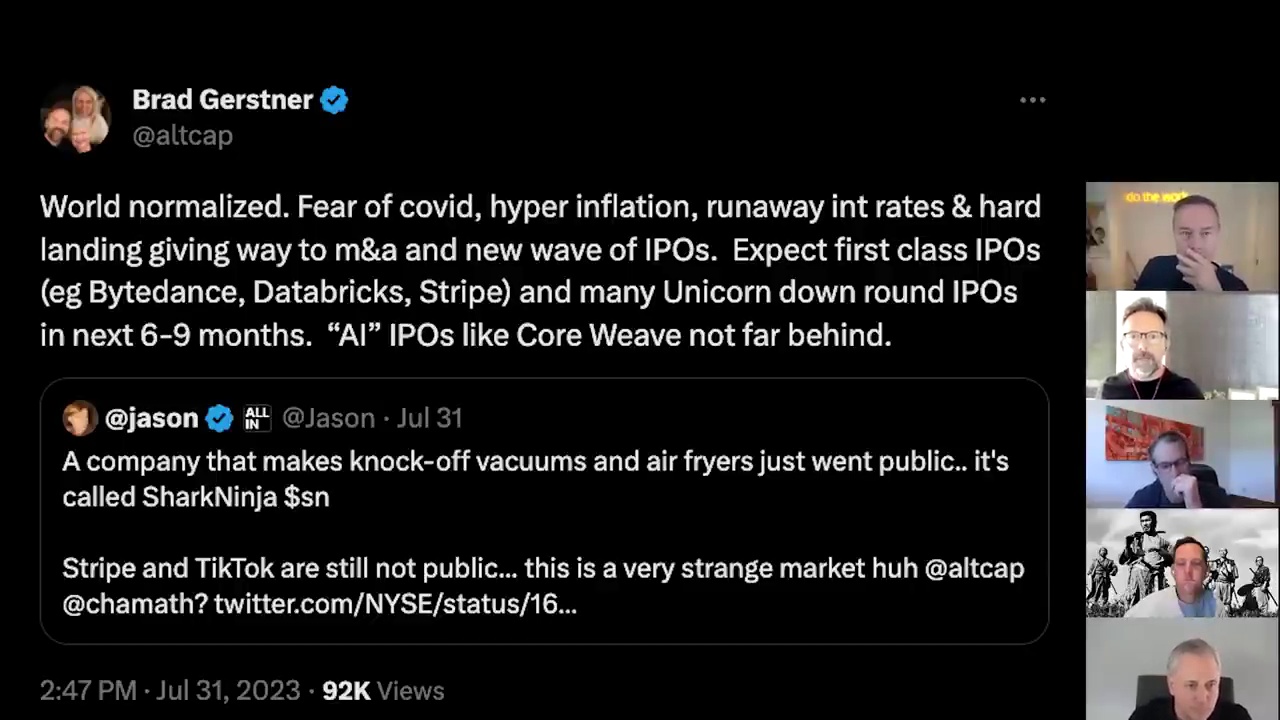 Brad Gerstner
@altcap
World normalized. Fear of covid, hyper inflation, runaway int rates & hard
landing giving way to m&a and new wave of IPOs. Expect first class IPOs
(eg Bytedance, Databricks, Stripe) and many Unicorn down round IPOs
in next 6-9 months. “AI” IPOs like Core Weave not far behind.
@jason ALL IN @Jason · Jul 31
A company that makes knock-off vacuums and air fryers just went public.. it's
called SharkNinja $sn
Stripe and TikTok are still not public... this is a very strange market huh @altcap
@chamath? twitter.com/NYSE/status/16...
2:47 PM · Jul 31, 2023 · 92K Views
do the work